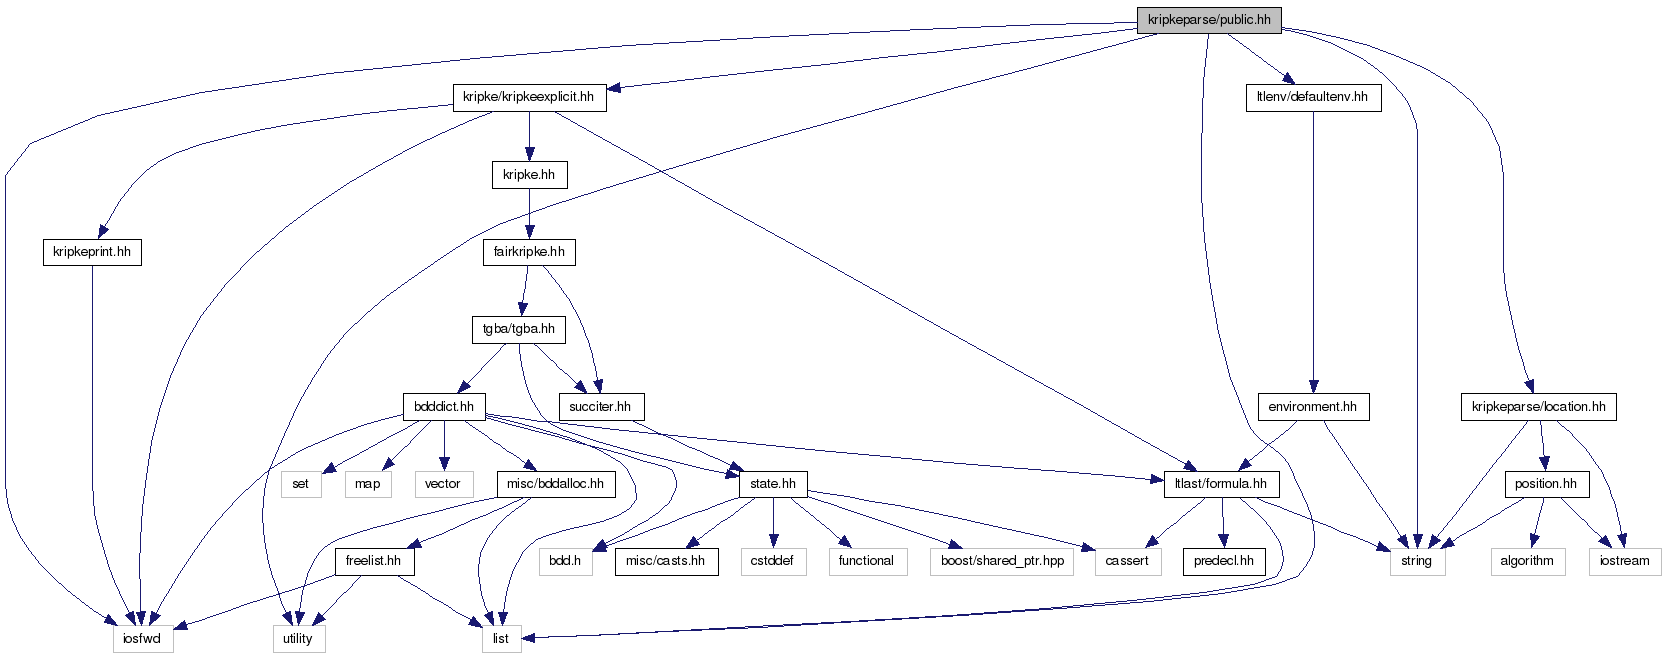 kripkeparse/public.hh
kripke/kripkeexplicit.hh
ltlenv/defaultenv.hh
kripke.hh
kripkeprint.hh
fairkripke.hh
tgba/tgba.hh
bdddict.hh
succiter.hh
environment.hh
kripkeparse/location.hh
set
map
vector
misc/bddalloc.hh
state.hh
ltlast/formula.hh
position.hh
freelist.hh
bdd.h
misc/casts.hh
cstddef
functional
boost/shared_ptr.hpp
cassert
predecl.hh
string
algorithm
iostream
iosfwd
utility
list